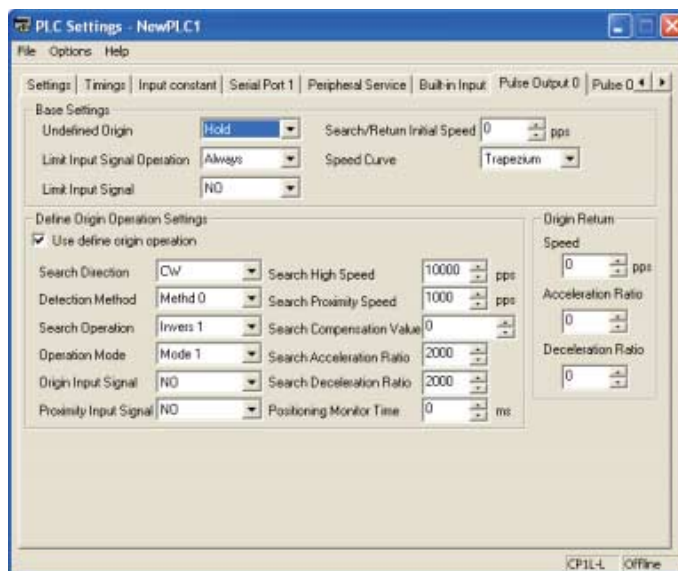 PLC Settings - NewPLC1
File Options Help
Settings Timings Input constant Serial Port 1 Peripheral Service Built-in Input Pulse Output 0 Pulse O
Base Settings
Undefined Origin Hold Search/Return Initial Speed 0 pps
Limit Input Signal Operation Always Speed Curve Trapezium
Limit Input Signal NO
Define Origin Operation Settings Origin Return
Use define origin operation Speed
Search Direction CW Search High Speed 10000 pps 0 pps
Detection Method Methd 0 Search Proximity Speed 1000 pps Acceleration Ratio
Search Operation Invers 1 Search Compensation Value 0 0
Operation Mode Mode 1 Search Acceleration Ratio 2000 Deceleration Ratio
Origin Input Signal NO Search Deceleration Ratio 2000 0
Proximity Input Signal NO Positioning Monitor Time 0 ms
CP1L-L Offline